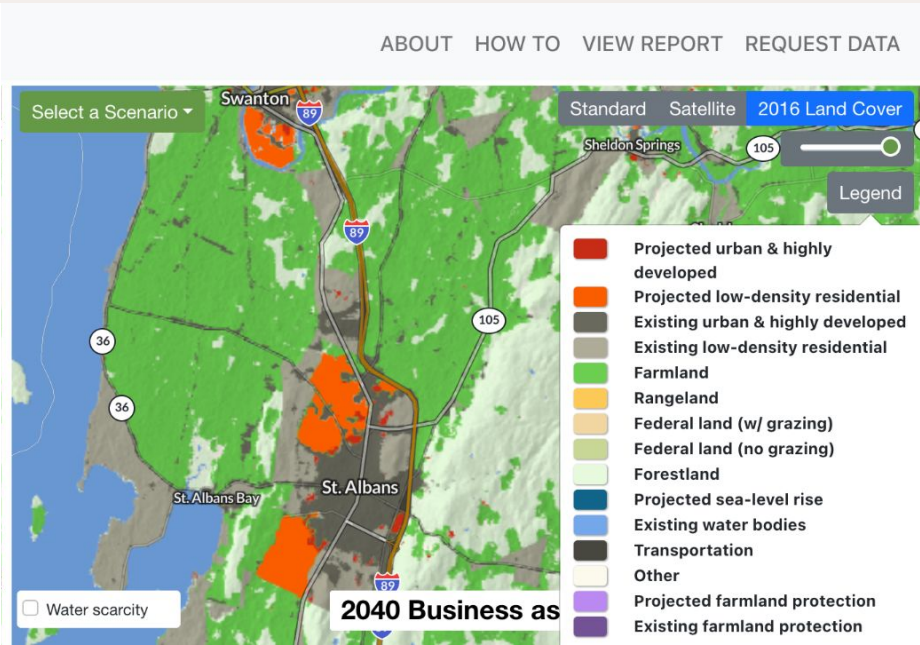 ABOUT HOW TO VIEW REPORT REQUEST DATA
Select a Scenario
Swanton
89
Standard Satellite 2016 Land Cover
Sheldon Springs
105
Legend
89
Projected urban & highly
developed
Projected low-density residential
Existing urban & highly developed
Existing low-density residential
Farmland
Rangeland
Federal land (w/ grazing)
Federal land (no grazing)
Forestland
Projected sea-level rise
Existing water bodies
Transportation
Other
Projected farmland protection
Existing farmland protection
105
36
36
St. Albans
St. Albans Bay
89
Water scarcity
2040 Business as